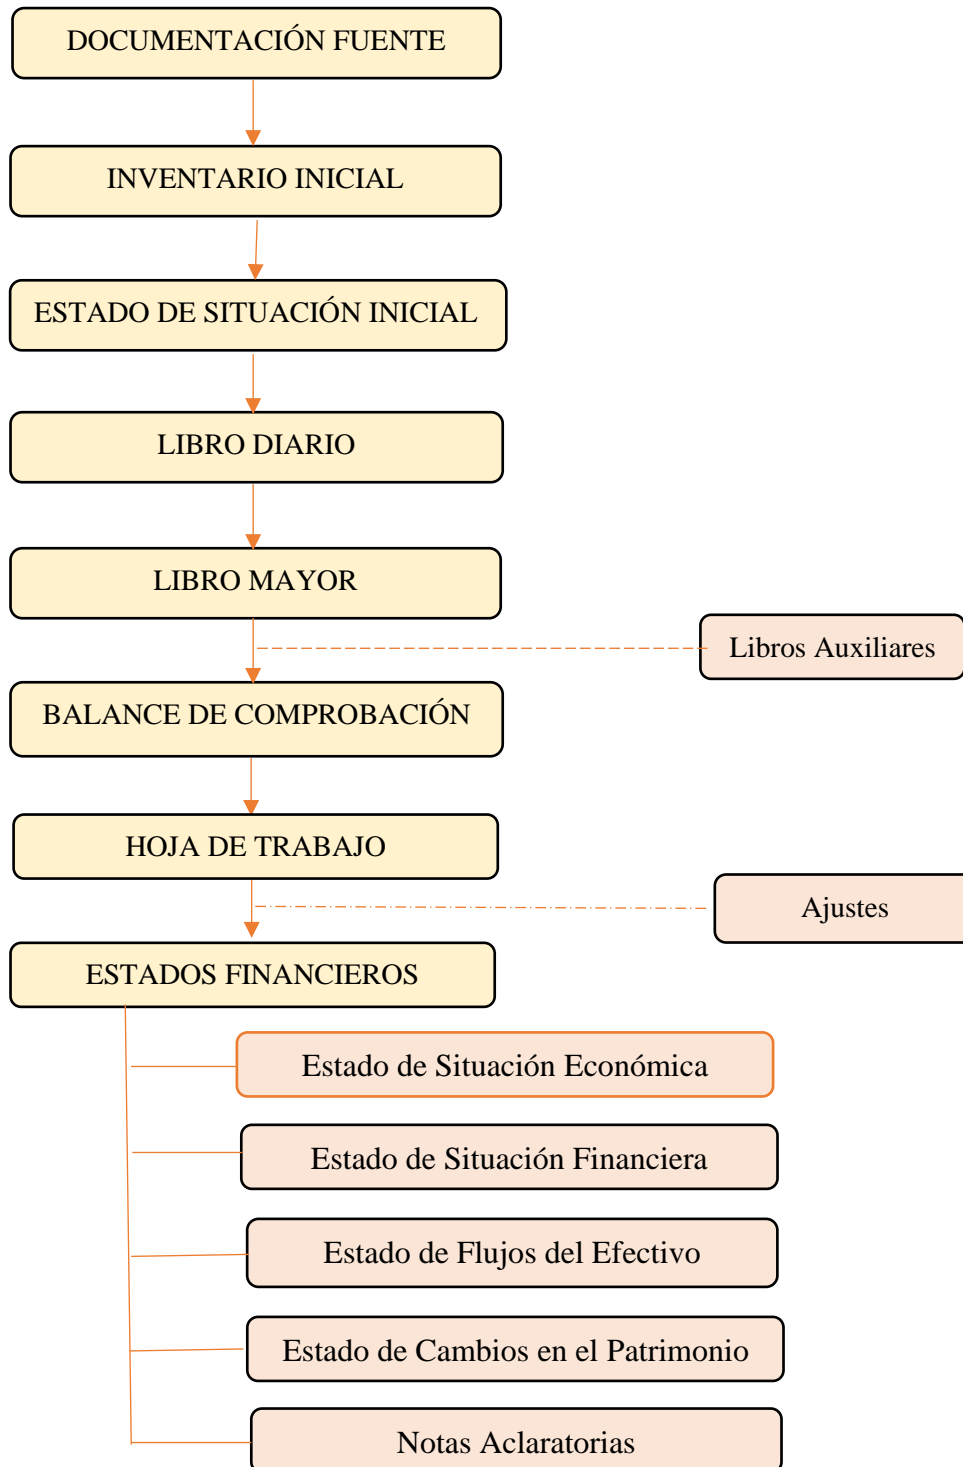 DOCUMENTACIÓN FUENTE
INVENTARIO INICIAL
ESTADO DE SITUACIÓN INICIAL
LIBRO DIARIO
LIBRO MAYOR
Libros Auxiliares
BALANCE DE COMPROBACIÓN
HOJA DE TRABAJO
Ajustes
ESTADOS FINANCIEROS
Estado de Situación Económica
Estado de Situación Financiera
Estado de Flujos del Efectivo
Estado de Cambios en el Patrimonio
Notas Aclaratorias